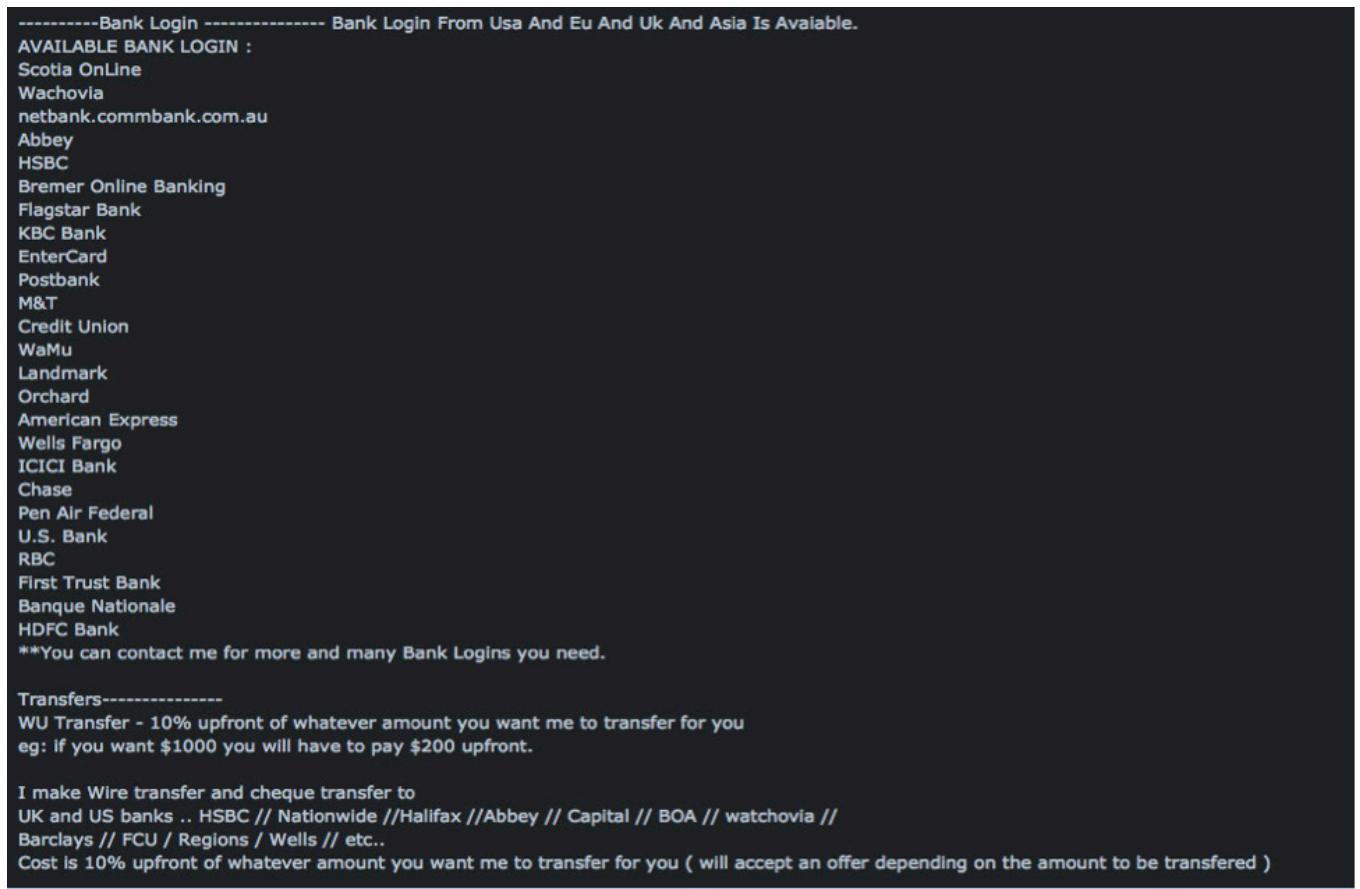 ----------Bank Login --------------- Bank Login From Usa And Eu And Uk And Asia Is Avaiable.
AVAILABLE BANK LOGIN :
Scotia OnLine
Wachovia
netbank.commbank.com.au
Abbey
HSBC
Bremer Online Banking
Flagstar Bank
KBC Bank
EnterCard
Postbank
M&T
Credit Union
WaMu
Landmark
Orchard
American Express
Wells Fargo
ICICI Bank
Chase
Pen Air Federal
U.S. Bank
RBC
First Trust Bank
Banque Nationale
HDFC Bank
**You can contact me for more and many Bank Logins you need.
Transfers---------------
WU Transfer - 10% upfront of whatever amount you want me to transfer for you
eg: if you want $1000 you will have to pay $200 upfront.
I make Wire transfer and cheque transfer to
UK and US banks .. HSBC // Nationwide //Halifax //Abbey // Capital // BOA // watchovia //
Barclays // FCU / Regions / Wells // etc..
Cost is 10% upfront of whatever amount you want me to transfer for you ( will accept an offer depending on the amount to be transfered )